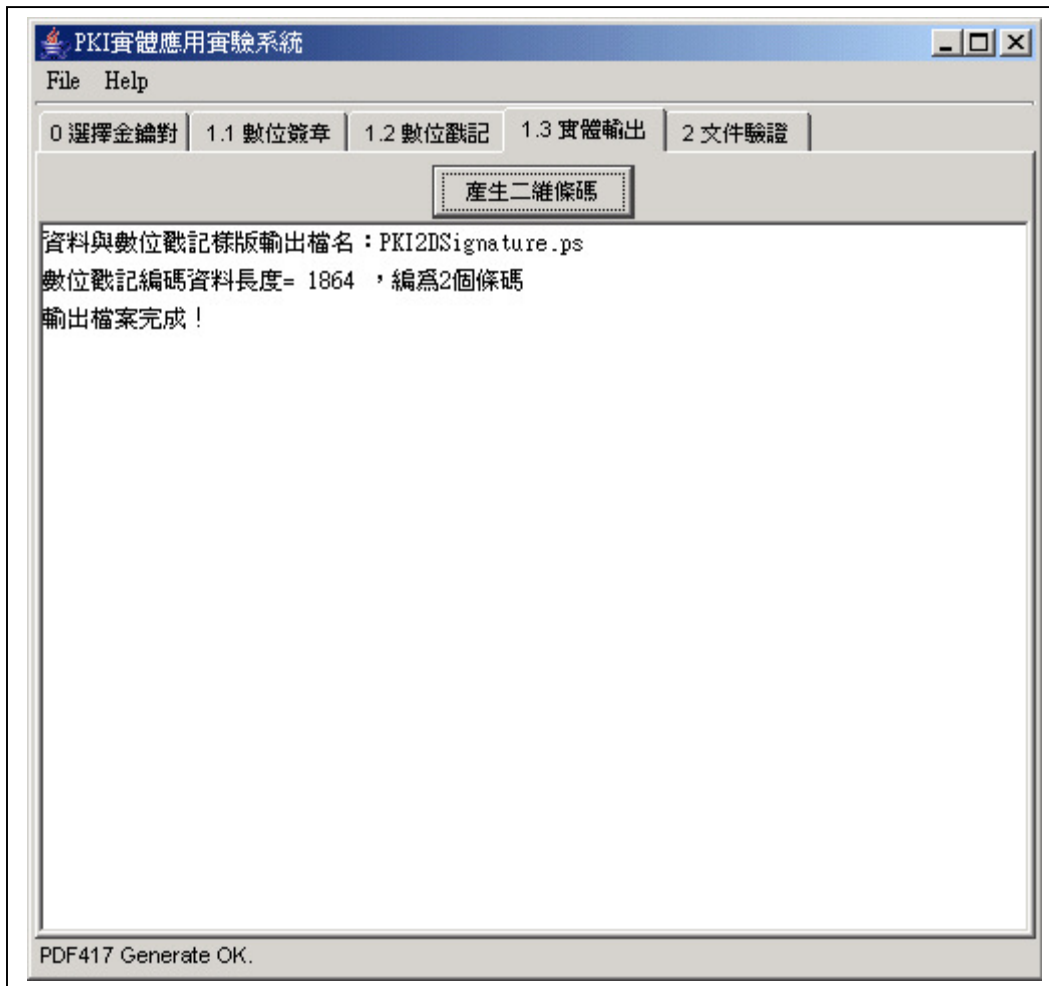 PKI實體應用實驗系統
File Help
0 選擇金鑰對 1.1 數位簽章 1.2 數位戳記 1.3 實體輸出 2 文件驗證
產生二維條碼
資料與數位戳記樣版輸出檔名：PKI2DSignature.ps
數位戳記編碼資料長度= 1864 ，編為2個條碼
輸出檔案完成！
PDF417 Generate OK.